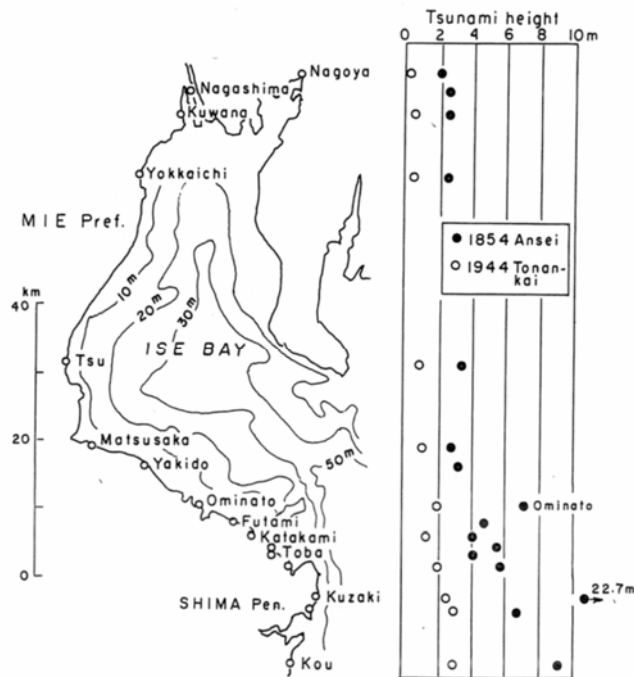 Tsunami height
0 2 4 6 8 10m
Nagoya
Nagashima
Kuwana
Yokkaichi
MIE Pref.
● 1854 Ansei
○ 1944 Tonan-
kai
10m
20m
30m
km
40
ISE BAY
Tsu
20
Matsusaka
50m
Yakido
Ominato
Ominato
Futami
Katakami
Toba
0
22.7m
SHIMA Pen.
Kuzaki
Kou